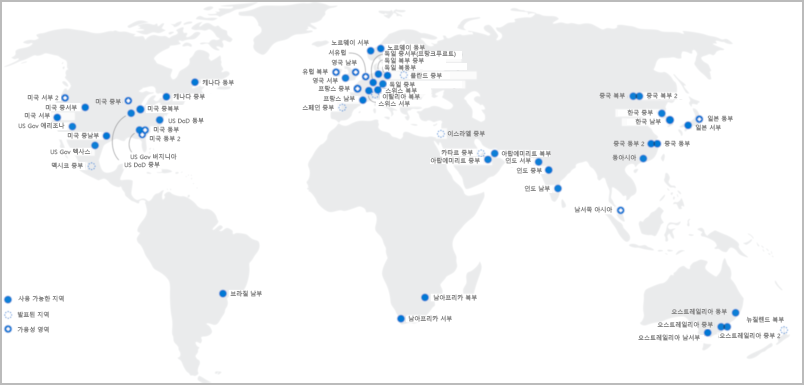 노르웨이 서부
노르웨이 동부
서유럽
독일 중서부(프랑크푸르트)
영국 남부
독일 북부 중부
독일 북동부
유럽 북부
폴란드 중부
영국 서부
독일 중부
프랑스 중부
스위스 북부
이탈리아 북부
프랑스 남부
스위스 서부
스페인 중부
캐나다 동부
캐나다 중부
미국 서부 2
미국 중부
미국 중서부
미국 중북부
미국 서부
US DoD 동부
US Gov 애리조나
미국 동부
미국 중남부
미국 동부 2
US Gov 텍사스
US Gov 버지니아
US DoD 중부
멕시코 중부
이스라엘 중부
카타르 중부
아랍에미리트 북부
아랍에미리트 중부
인도 서부
인도 중부
인도 남부
중국 북부
중국 북부 2
한국 중부
일본 동부
한국 남부
일본 서부
중국 동부 2
중국 동부
동아시아
남서쪽 아시아
브라질 남부
남아프리카 북부
남아프리카 서부
오스트레일리아 동부
뉴질랜드 북부
오스트레일리아 중부
오스트레일리아 중부 2
오스트레일리아 남서부
사용 가능한 지역
발표된 지역
가용성 영역